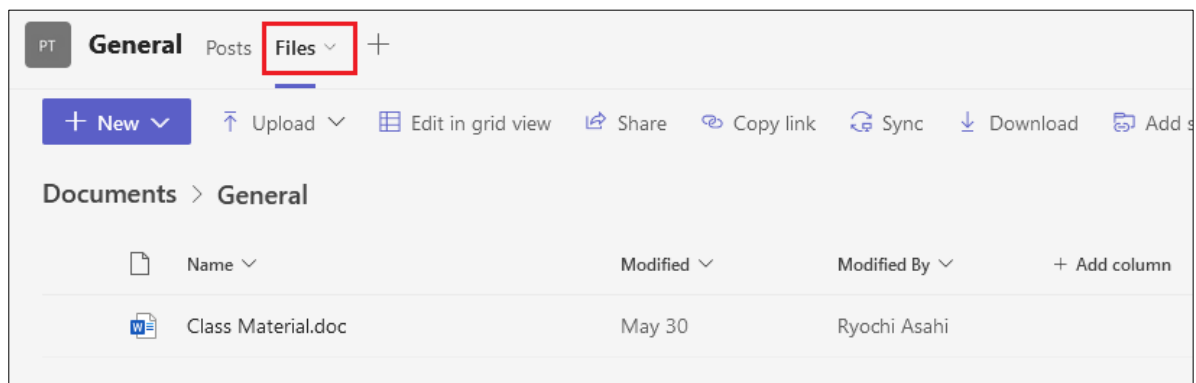 PT General Posts Files +
+ New Upload Edit in grid view Share Copy link Sync Download Add
Documents > General
Name Modified Modified By + Add column
Class Material.doc May 30 Ryochi Asahi